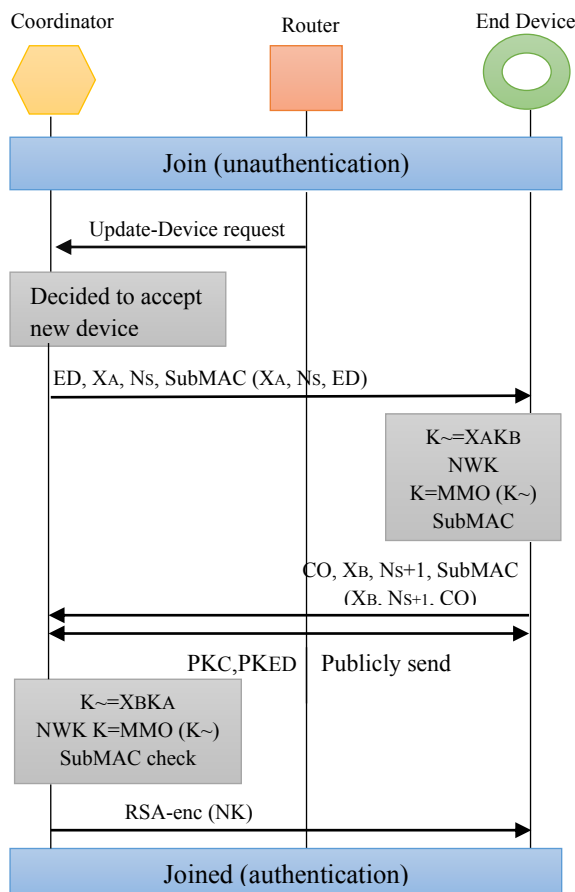 Coordinator
Router
End Device
Join (unauthentication)
Update-Device request
Decided to accept
new device
ED, XA, NS, SubMAC (XA, NS, ED)
K~=XAKB
NWK
K=MMO (K~)
SubMAC
CO, XB, NS+1, SubMAC
(XB, NS+1, CO)
PKC,PKED Publicly send
K~=XBKA
NWK K=MMO (K~)
SubMAC check
RSA-enc (NK)
Joined (authentication)